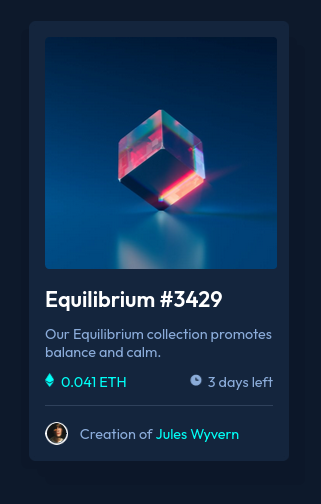 Equilibrium #3429
Our Equilibrium collection promotes
balance and calm.
0.041 ETH
3 days left
Creation of Jules Wyvern